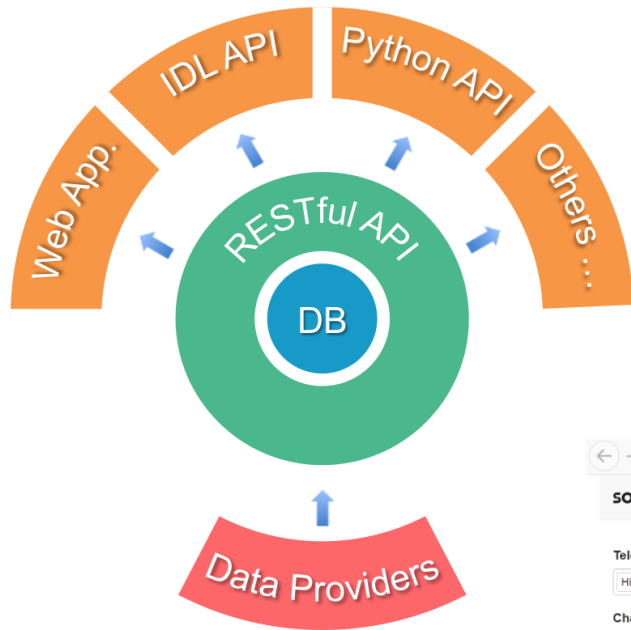 IDL API
Python API
Web App.
Others ...
RESTful API
DB
Data Providers